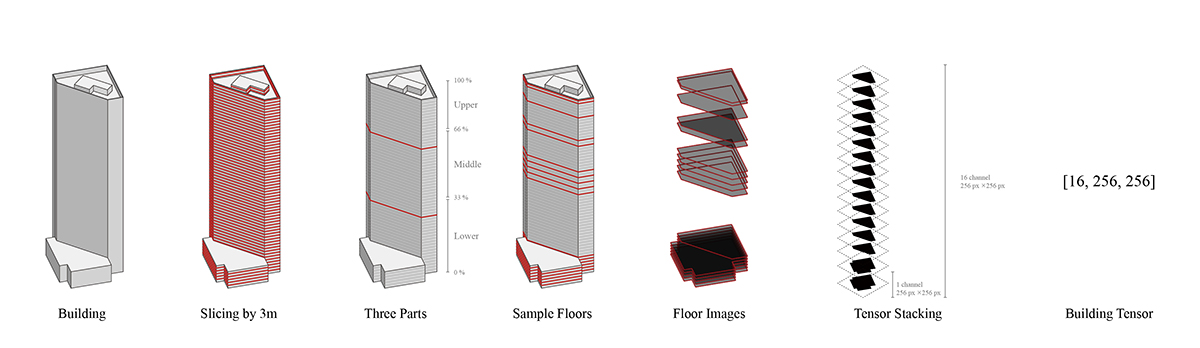 100 %
Upper
66 %
Middle
33 %
Lower
0 %
16 channel
256 px ×256 px
1 channel
256 px ×256 px
[16, 256, 256]
Building
Slicing by 3m
Three Parts
Sample Floors
Floor Images
Tensor Stacking
Building Tensor